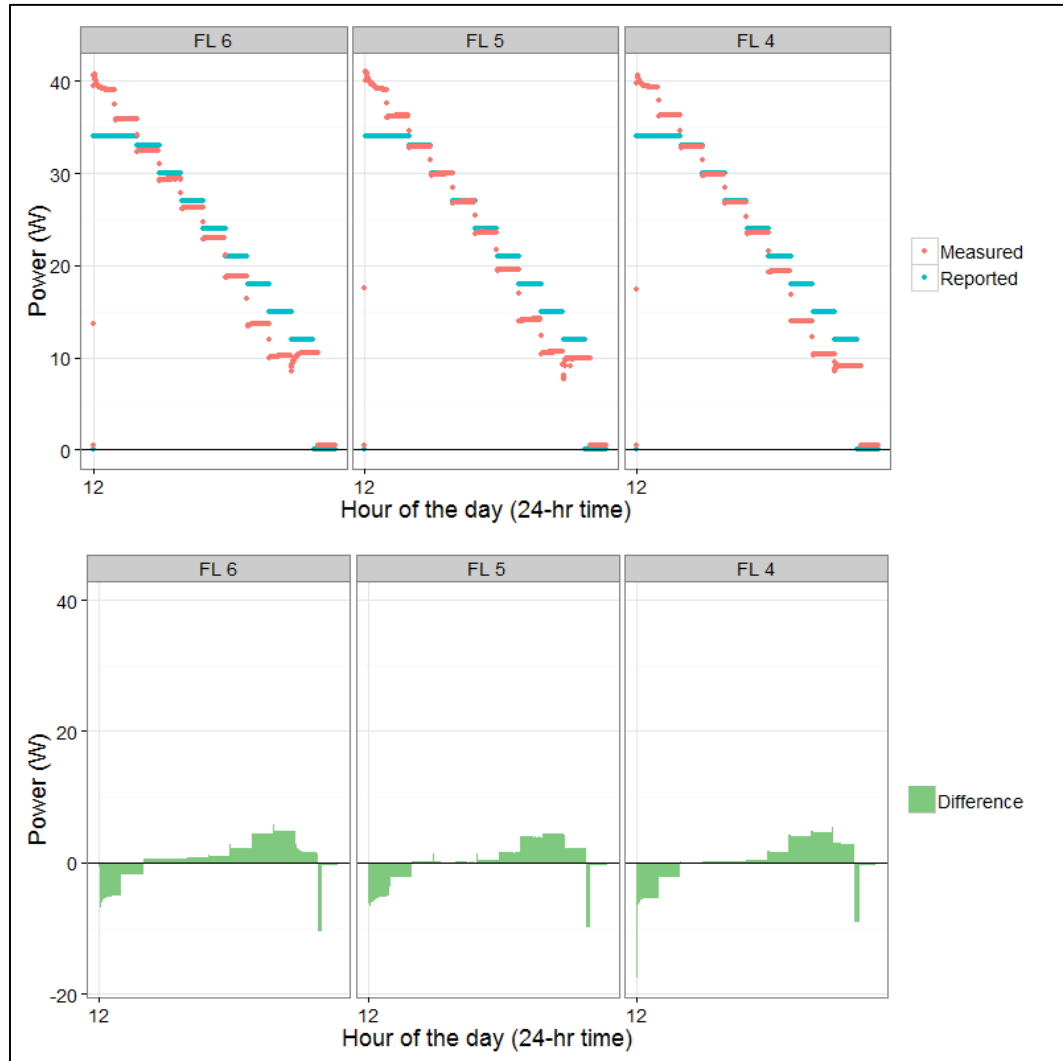 FL 6
FL 5
FL 4
40
30
20
10
0
Power (W)
12
12
12
Hour of the day (24-hr time)
Measured
Reported
FL 6
FL 5
FL 4
40
20
0
-20
Power (W)
12
12
12
Hour of the day (24-hr time)
Difference